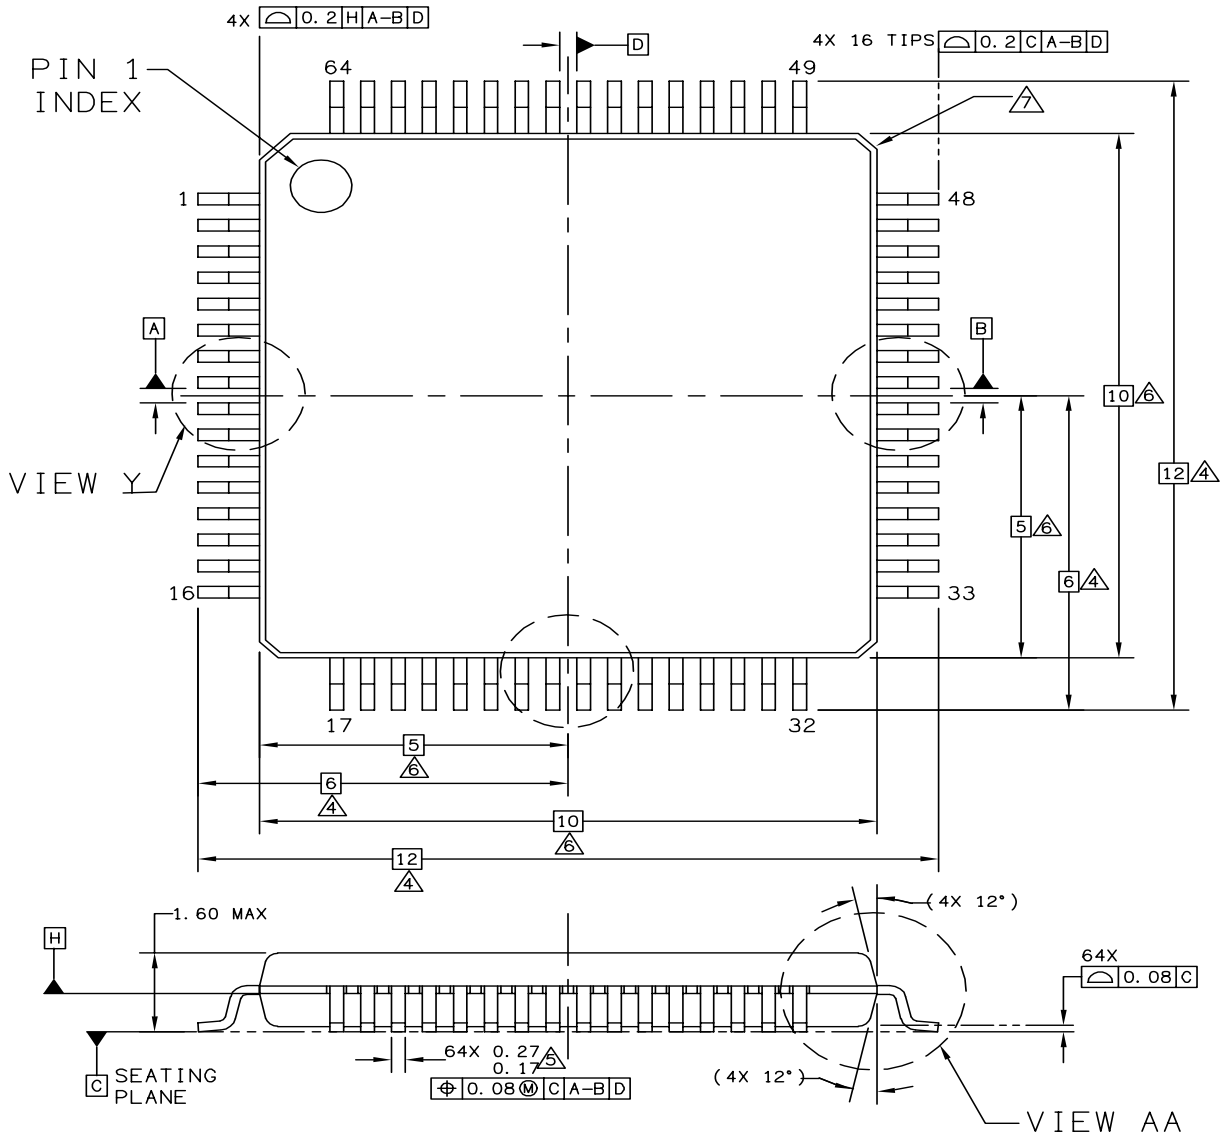 4X ⌓ 0.2 H A-B D
D
4X 16 TIPS ⌓ 0.2 C A-B D
PIN 1
INDEX
64
49
7
1
48
A
B
10 6
12 4
VIEW Y
5 6
6 4
16
33
17
32
5
6
6
4
10
6
12
4
1.60 MAX
(4X 12°)
H
64X
⌓ 0.08 C
64X 0.27
0.17
5
⌖ 0.08 Ⓜ C A-B D
(4X 12°)
C SEATING
PLANE
VIEW AA